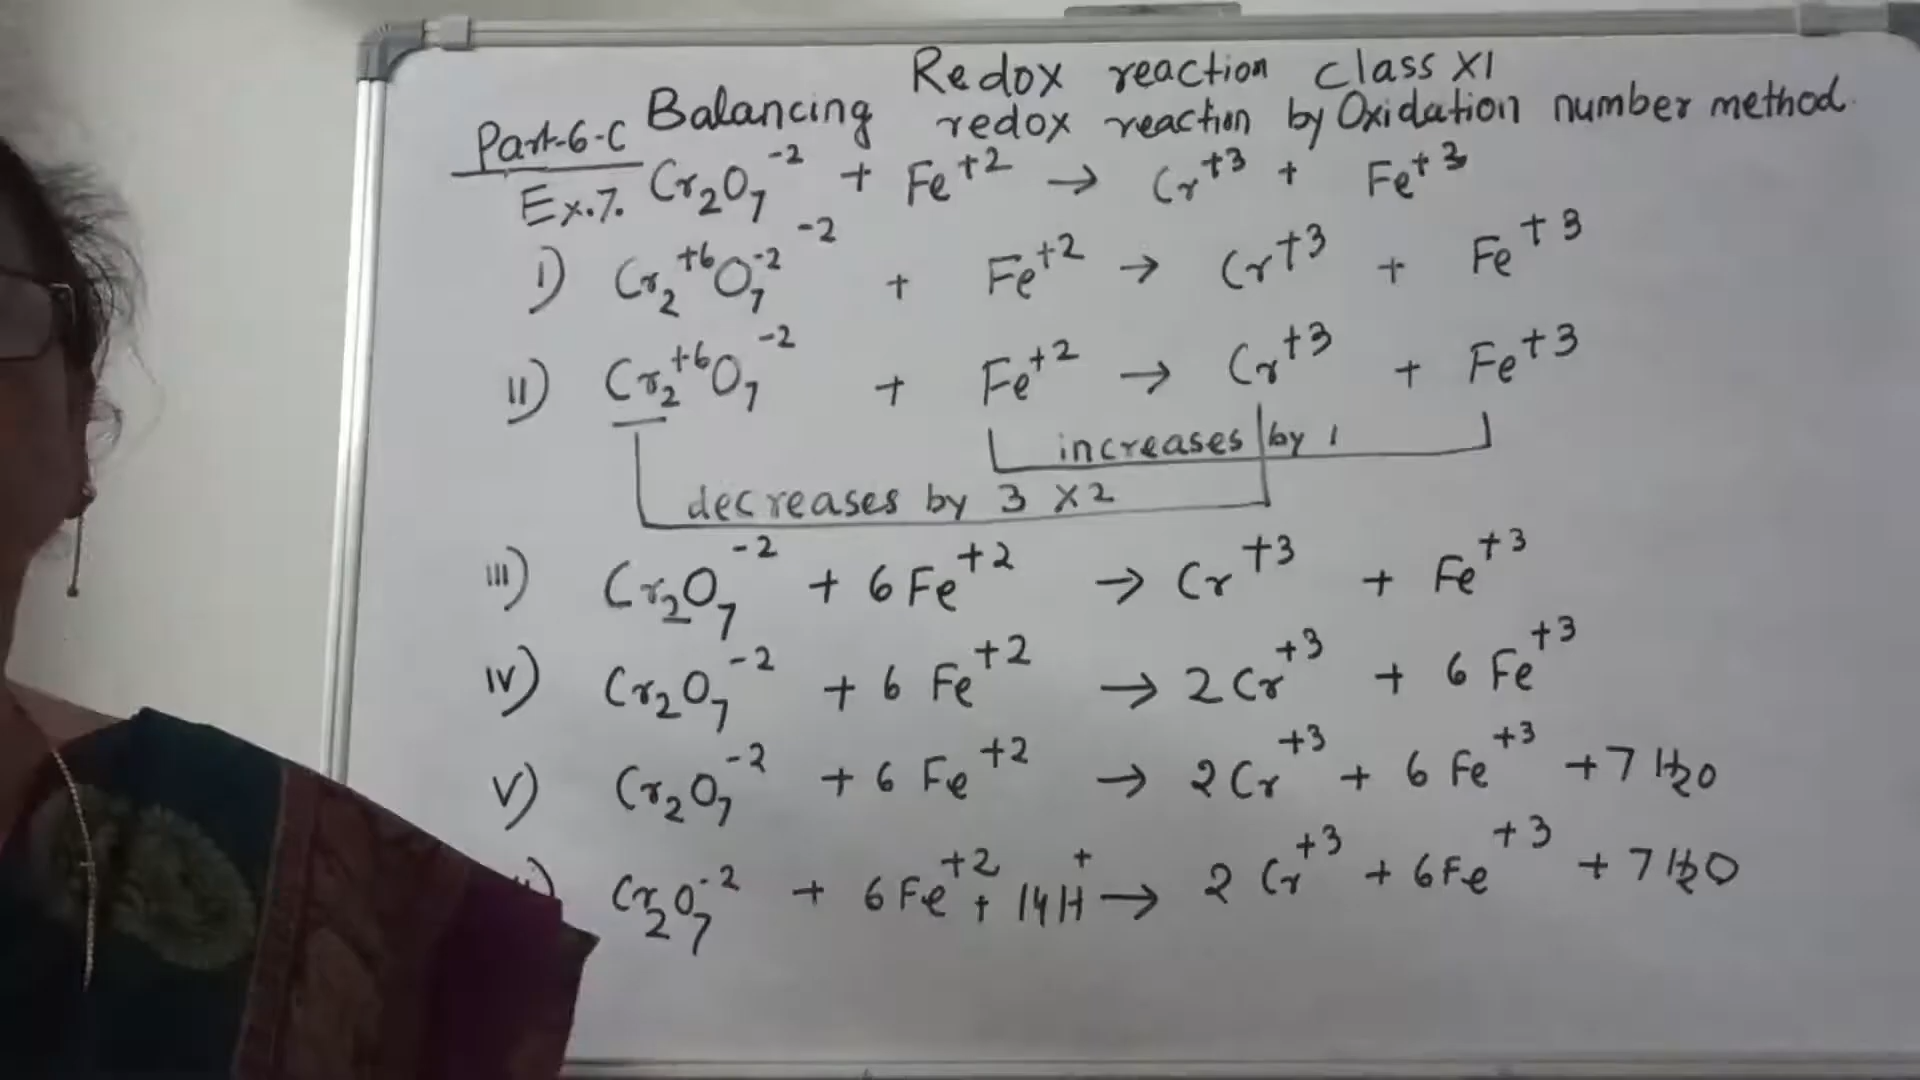 Redox reaction class XI
Part-6-C Balancing redox reaction by Oxidation number method.
Ex.7. Cr₂O₇⁻² + Fe⁺² → Cr⁺³ + Fe⁺³
i) Cr₂⁺⁶O₇⁻² ⁻² + Fe⁺² → Cr⁺³ + Fe⁺³
ii) Cr₂⁺⁶O₇⁻² + Fe⁺² → Cr⁺³ + Fe⁺³
increases by 1
decreases by 3 x2
iii) Cr₂O₇⁻² + 6Fe⁺² → Cr⁺³ + Fe⁺³
iv) Cr₂O₇⁻² + 6 Fe⁺² → 2Cr⁺³ + 6 Fe⁺³
v) Cr₂O₇⁻² + 6 Fe⁺² → 2Cr⁺³ + 6 Fe⁺³ + 7H₂O
i) Cr₂O₇⁻² + 6Fe⁺² + 14H⁺ → 2 Cr⁺³ + 6Fe⁺³ + 7H₂O